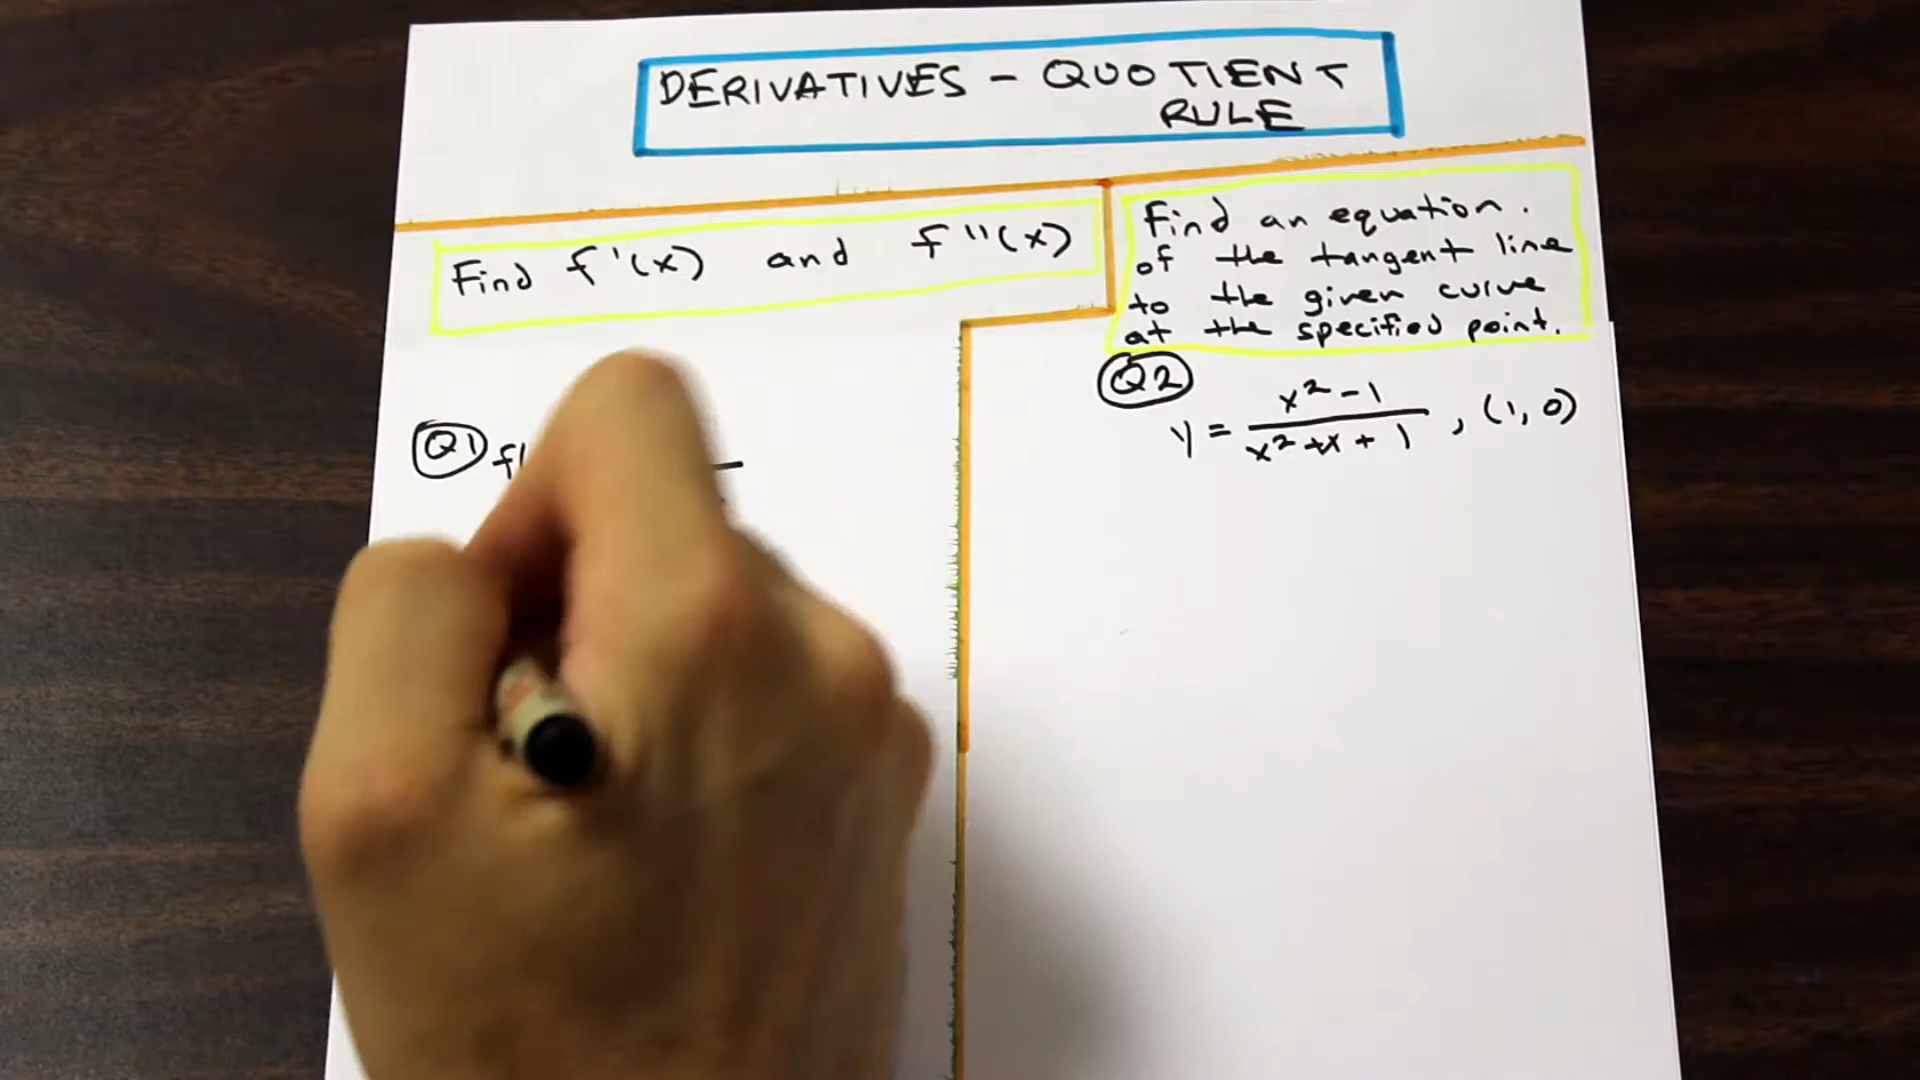 DERIVATIVES - QUOTIENT
RULE
Find f'(x) and f''(x)
Find an equation.
of the tangent line
to the given curve
at the specified point.
Q1
Q2
y = (x² - 1)/(x² + x + 1) , (1, 0)